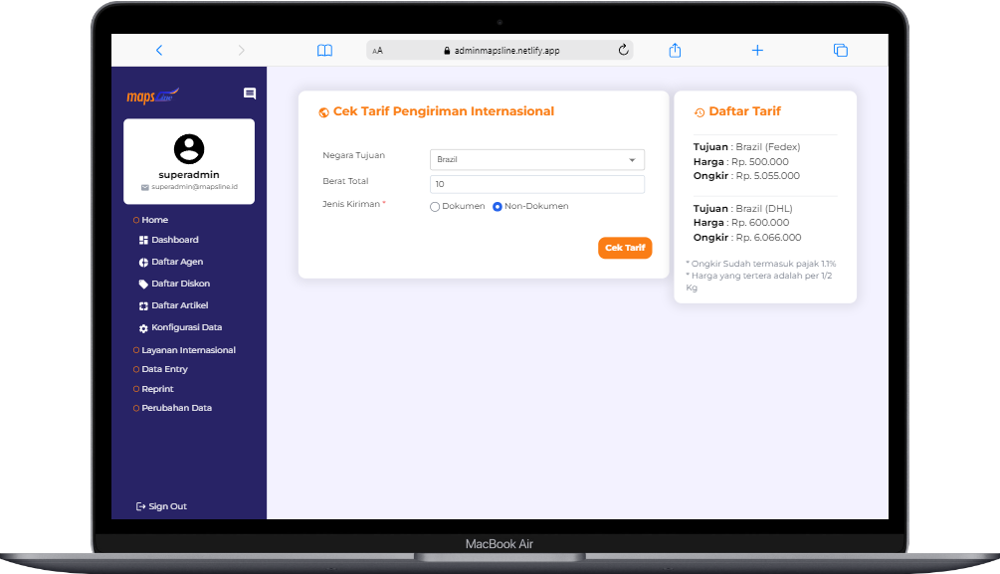 AA
adminmapsline.netlify.app
maps
superadmin
superadmin@mapsline.id
Home
Dashboard
Daftar Agen
Daftar Diskon
Daftar Artikel
Konfigurasi Data
Layanan Internasional
Data Entry
Reprint
Perubahan Data
Sign Out
Cek Tarif Pengiriman Internasional
Negara Tujuan
Brazil
Berat Total
10
Jenis Kiriman *
Dokumen
Non-Dokumen
Cek Tarif
Daftar Tarif
Tujuan : Brazil (Fedex)
Harga : Rp. 500.000
Ongkir : Rp. 5.055.000
Tujuan : Brazil (DHL)
Harga : Rp. 600.000
Ongkir : Rp. 6.066.000
* Ongkir Sudah termasuk pajak 1.1%
* Harga yang tertera adalah per 1/2
Kg
MacBook Air